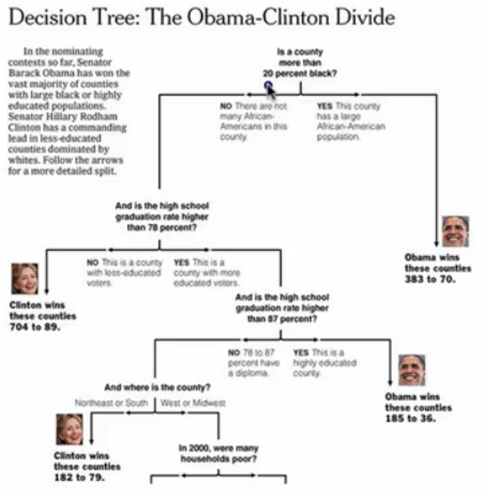 Decision Tree: The Obama-Clinton Divide
In the nominating
contests so far, Senator
Barack Obama has won the
vast majority of counties
with large black or highly
educated populations.
Senator Hillary Rodham
Clinton has a commanding
lead in less-educated
counties dominated by
whites. Follow the arrows
for a more detailed split.
Is a county
more than
20 percent black?
NO There are not
many African-
Americans in this
county.
YES This county
has a large
African-American
population.
And is the high school
graduation rate higher
than 78 percent?
Obama wins
these counties
383 to 70.
NO This is a county
with less-educated
voters.
YES This is a
county with more
educated voters.
Clinton wins
these counties
704 to 89.
And is the high school
graduation rate higher
than 87 percent?
NO 78 to 87
percent have
a diploma.
YES This is a
highly educated
county.
Obama wins
these counties
185 to 36.
And where is the county?
Northeast or South
West or Midwest
Clinton wins
these counties
182 to 79.
In 2000, were many
households poor?